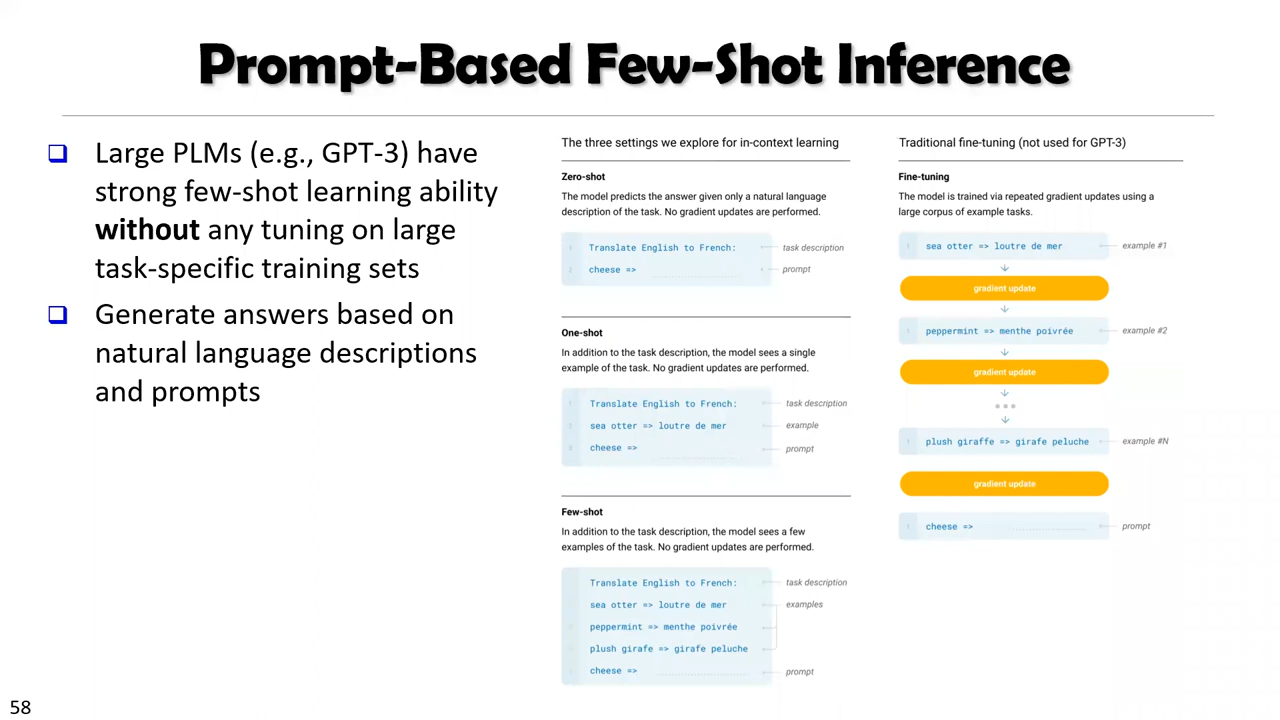 Prompt-Based Few-Shot Inference
Large PLMs (e.g., GPT-3) have
strong few-shot learning ability
without any tuning on large
task-specific training sets
Generate answers based on
natural language descriptions
and prompts
The three settings we explore for in-context learning
Zero-shot
The model predicts the answer given only a natural language
description of the task. No gradient updates are performed.
Translate English to French:
task description
cheese =>
prompt
One-shot
In addition to the task description, the model sees a single
example of the task. No gradient updates are performed.
Translate English to French:
task description
sea otter => loutre de mer
example
cheese =>
prompt
Few-shot
In addition to the task description, the model sees a few
examples of the task. No gradient updates are performed.
Translate English to French:
task description
sea otter => loutre de mer
examples
peppermint => menthe poivrée
plush girafe => girafe peluche
cheese =>
prompt
Traditional fine-tuning (not used for GPT-3)
Fine-tuning
The model is trained via repeated gradient updates using a
large corpus of example tasks.
sea otter => loutre de mer
example #1
gradient update
peppermint => menthe poivrée
example #2
gradient update
plush giraffe => girafe peluche
example #N
gradient update
cheese =>
prompt
58